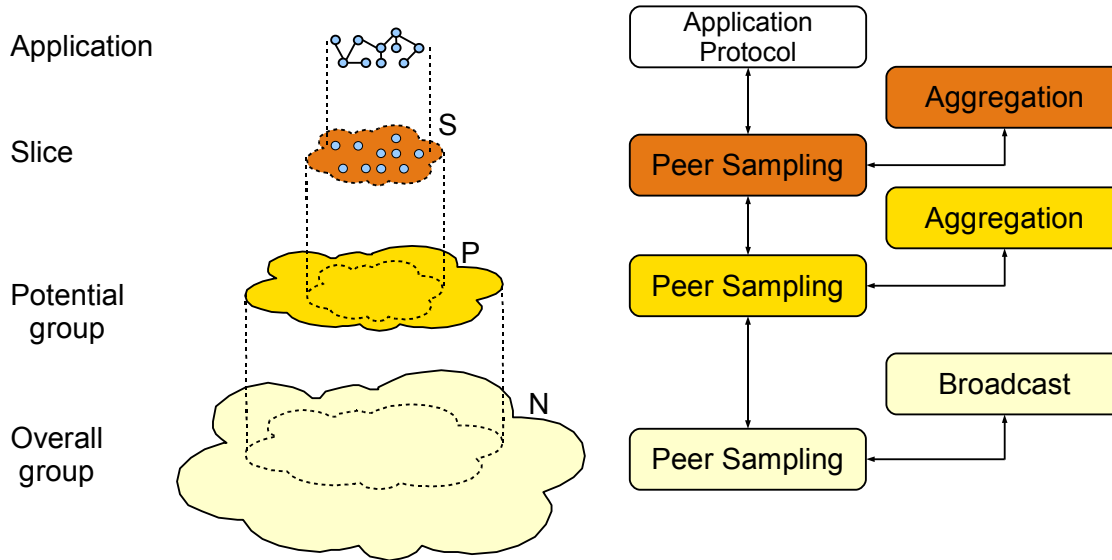 Application
Slice
Potential
group
Overall
group
S
P
N
Application
Protocol
Aggregation
Peer Sampling
Aggregation
Peer Sampling
Broadcast
Peer Sampling